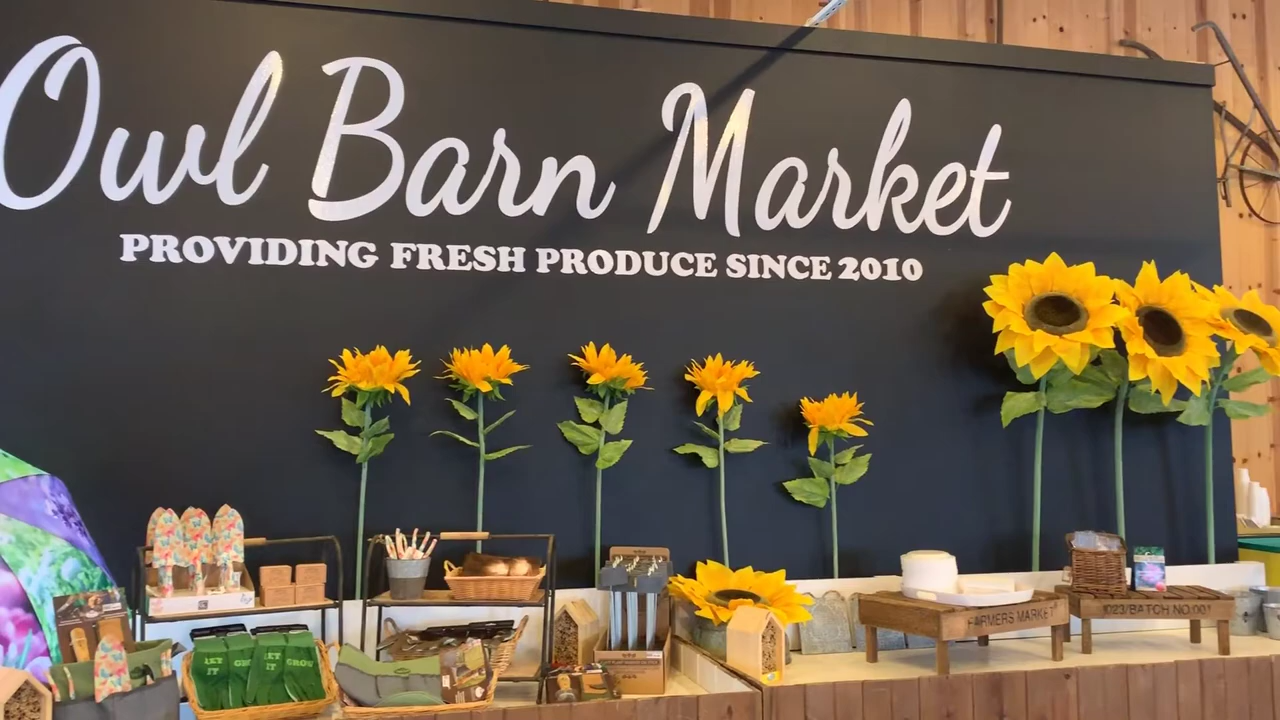 Owl Barn Market
PROVIDING FRESH PRODUCE SINCE 2010
LET IT GROW
LET IT GROW
FARMERS MARKET
1023/BATCH NO.001